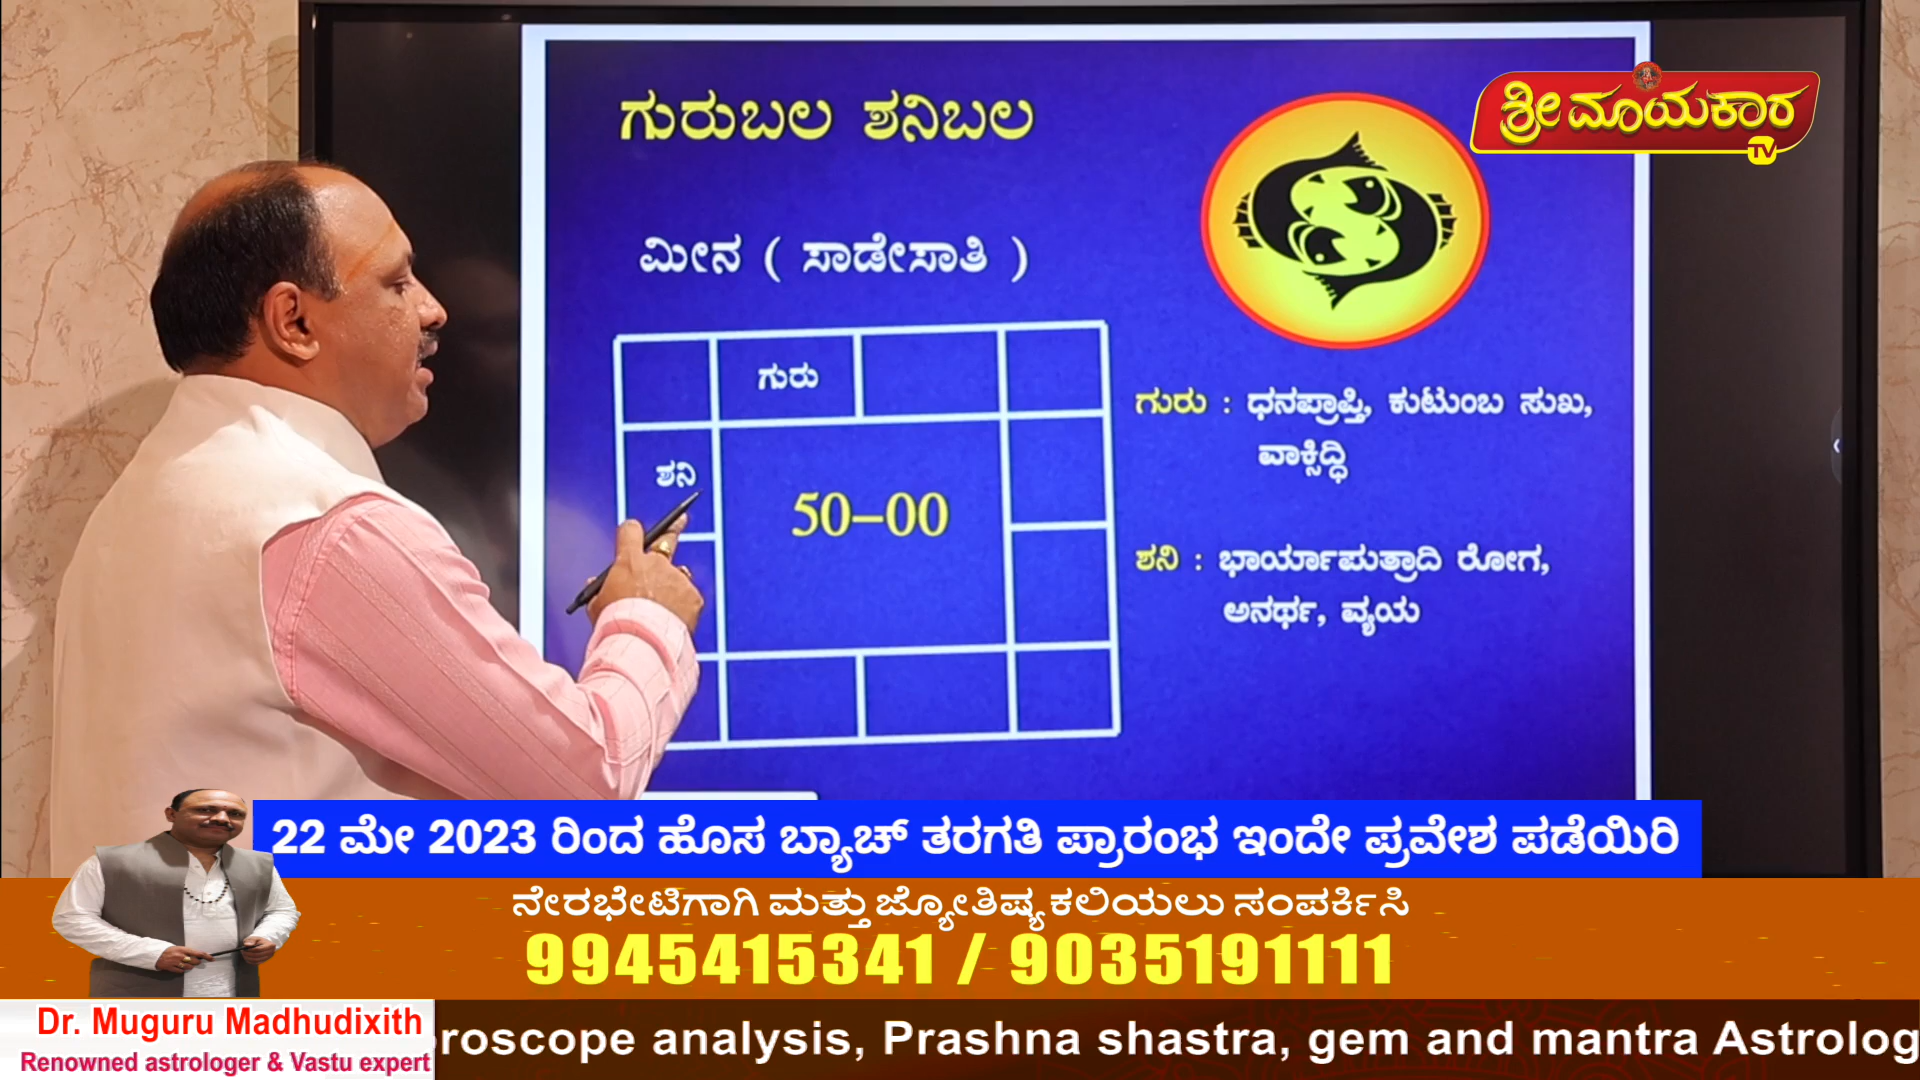 ಗುರುಬಲ ಶನಿಬಲ
ಶ್ರೀ ಮಾಯಕಾರ
TV
ಮೀನ ( ಸಾಡೇಸಾತಿ )
ಗುರು
ಶನಿ
50-00
ಗುರು : ಧನಪ್ರಾಪ್ತಿ, ಕುಟುಂಬ ಸುಖ,
ವಾಕ್ಸಿದ್ಧಿ
ಶನಿ : ಭಾರ್ಯಾಪುತ್ರಾದಿ ರೋಗ,
ಅನರ್ಥ, ವ್ಯಯ
22 ಮೇ 2023 ರಿಂದ ಹೊಸ ಬ್ಯಾಚ್ ತರಗತಿ ಪ್ರಾರಂಭ ಇಂದೇ ಪ್ರವೇಶ ಪಡೆಯಿರಿ
ನೇರಭೇಟಿಗಾಗಿ ಮತ್ತು ಜ್ಯೋತಿಷ್ಯ ಕಲಿಯಲು ಸಂಪರ್ಕಿಸಿ
9945415341 / 9035191111
Dr. Muguru Madhudixith
Renowned astrologer & Vastu expert
roscope analysis, Prashna shastra, gem and mantra Astrolog